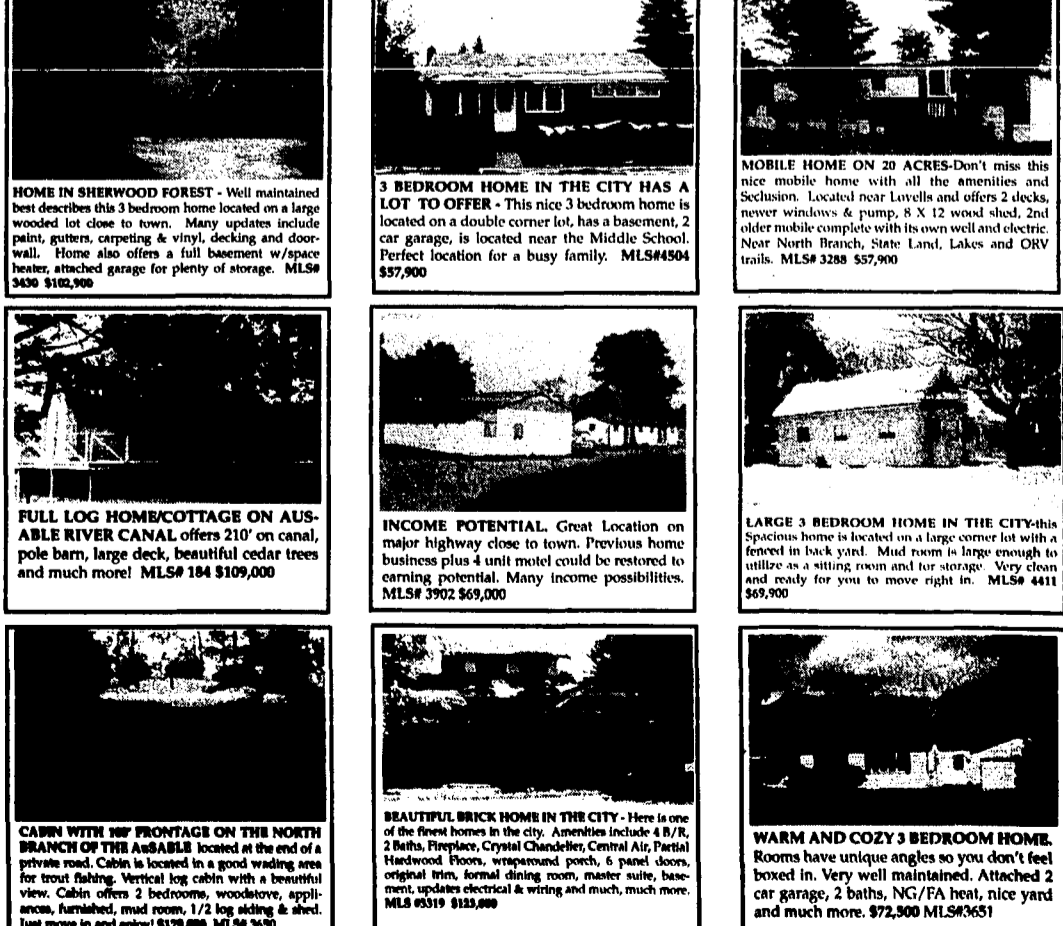 HOME IN SHERWOOD FOREST - Well maintained
best describes this 3 bedroom home located on a large
wooded lot close to town. Many updates include
paint, gutters, carpeting & vinyl, decking and door-
wall. Home also offers a full basement w/space
heater, attached garage for plenty of storage. MLS#
3430 $102,900
3 BEDROOM HOME IN THE CITY HAS A
LOT TO OFFER - This nice 3 bedroom home is
located on a double corner lot, has a basement, 2
car garage, is located near the Middle School.
Perfect location for a busy family. MLS#4504
$57,900
MOBILE HOME ON 20 ACRES-Don't miss this
nice mobile home with all the amenities and
Seclusion. Located near Lovells and offers 2 decks,
newer windows & pump, 8 X 12 wood shed, 2nd
older mobile complete with its own well and electric.
Near North Branch, State Land, Lakes and ORV
trails. MLS# 3288 $57,900
FULL LOG HOME/COTTAGE ON AUS-
ABLE RIVER CANAL offers 210' on canal,
pole barn, large deck, beautiful cedar trees
and much more! MLS# 184 $109,000
INCOME POTENTIAL. Great Location on
major highway close to town. Previous home
business plus 4 unit motel could be restored to
earning potential. Many income possibilities.
MLS# 3902 $69,000
LARGE 3 BEDROOM HOME IN THE CITY-this
Spacious home is located on a large corner lot with a
fenced in back yard. Mud room is large enough to
utilize as a sitting room and for storage. Very clean
and ready for you to move right in. MLS# 4411
$69,900
CABIN WITH 100' FRONTAGE ON THE NORTH
BRANCH OF THE AuSABLE located at the end of a
private road. Cabin is located in a good wading area
for trout fishing. Vertical log cabin with a beautiful
view. Cabin offers 2 bedrooms, woodstove, appli-
ances, furnished, mud room, 1/2 log siding & shed.
Just move in and enjoy! MLS#
BEAUTIFUL BRICK HOME IN THE CITY - Here is one
of the finest homes in the city. Amenities include 4 B/R,
2 Baths, Fireplace, Crystal Chandelier, Central Air, Partial
Hardwood Floors, wraparound porch, 6 panel doors,
original trim, formal dining room, master suite, base-
ment, updates electrical & wiring and much, much more.
MLS #3319 $123,000
WARM AND COZY 3 BEDROOM HOME.
Rooms have unique angles so you don't feel
boxed in. Very well maintained. Attached 2
car garage, 2 baths, NG/FA heat, nice yard
and much more. $72,500 MLS#3651